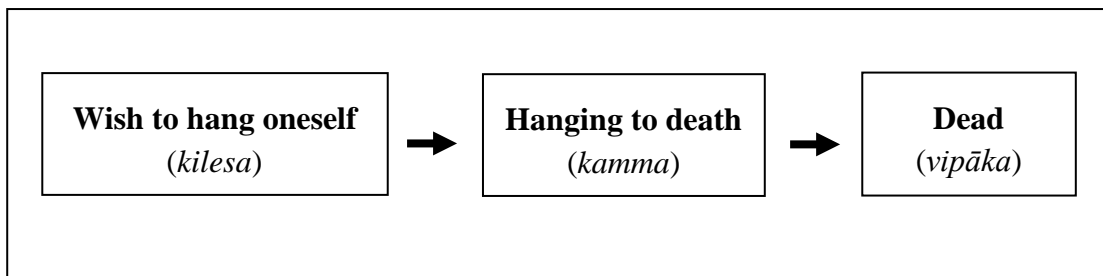 Wish to hang oneself
(kilesa)
Hanging to death
(kamma)
Dead
(vipāka)